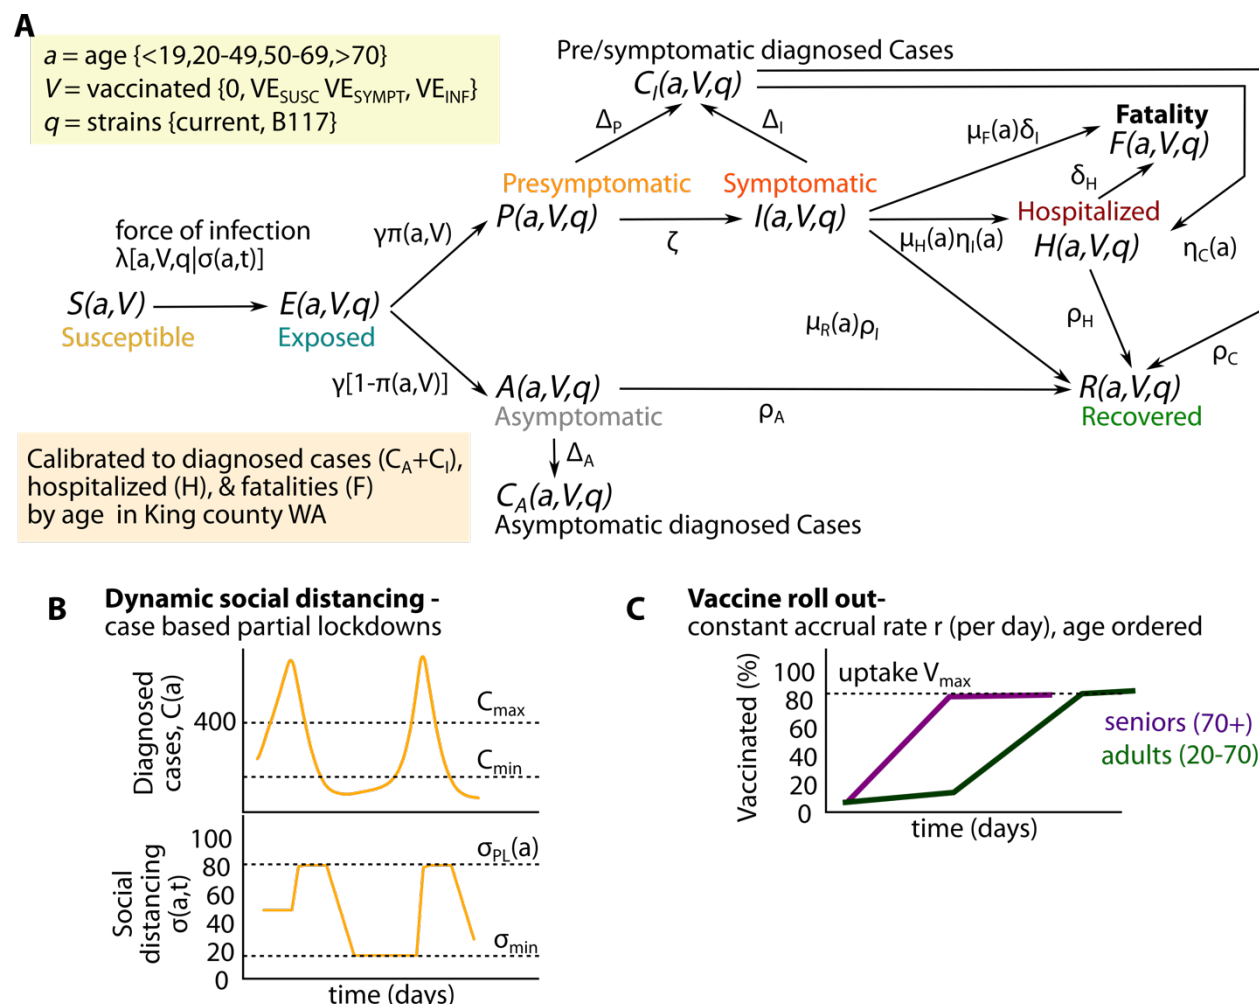 A
a = age {<19,20-49,50-69,>70}
V = vaccinated {0, VE_SUSC VE_SYMPT, VE_INF}
q = strains {current, B117}
Pre/symptomatic diagnosed Cases
C_I(a,V,q)
Δ_P
Δ_I
Fatality
F(a,V,q)
μ_F(a)δ_I
δ_H
Presymptomatic
P(a,V,q)
Symptomatic
I(a,V,q)
ζ
Hospitalized
H(a,V,q)
μ_H(a)η_I(a)
η_C(a)
force of infection
λ[a,V,q|σ(a,t)]
γπ(a,V)
S(a,V)
Susceptible
E(a,V,q)
Exposed
μ_R(a)ρ_I
ρ_H
ρ_C
γ[1-π(a,V)]
A(a,V,q)
Asymptomatic
ρ_A
R(a,V,q)
Recovered
Δ_A
C_A(a,V,q)
Asymptomatic diagnosed Cases
Calibrated to diagnosed cases (C_A+C_I),
hospitalized (H), & fatalities (F)
by age in King county WA
B
Dynamic social distancing -
case based partial lockdowns
Diagnosed
cases, C(a)
400
C_max
C_min
Social
distancing
σ(a,t)
100
80
60
40
20
0
σ_PL(a)
σ_min
time (days)
C
Vaccine roll out-
constant accrual rate r (per day), age ordered
Vaccinated (%)
100
80
60
40
20
0
uptake V_max
seniors (70+)
adults (20-70)
time (days)